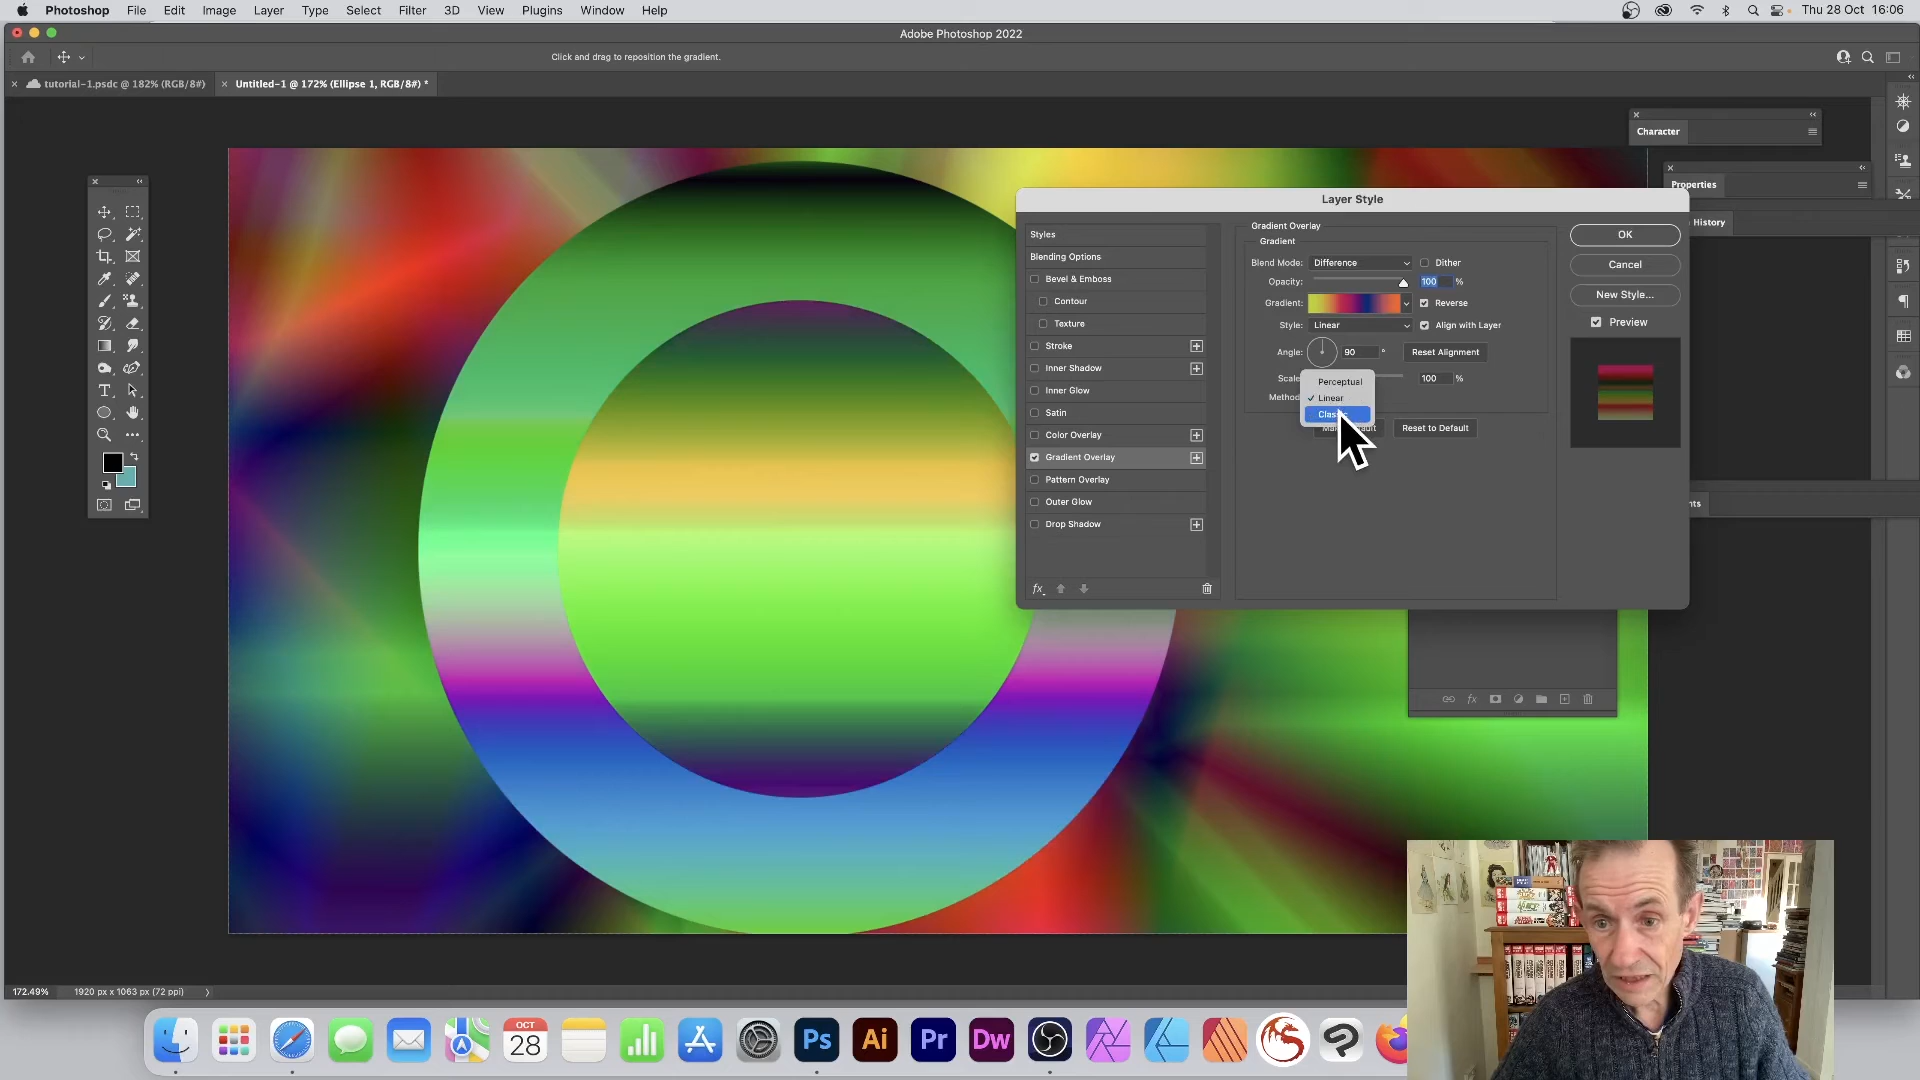 Photoshop File Edit Image Layer Type Select Filter 3D View Plugins Window Help
Thu 28 Oct 16:06
Adobe Photoshop 2022
Click and drag to reposition the gradient.
tutorial-1.psdc @ 182% (RGB/8#)
Untitled-1 @ 172% (Ellipse 1, RGB/8#) *
Character
Properties
History
Layer Style
Styles
Blending Options
Bevel & Emboss
Contour
Texture
Stroke
Inner Shadow
Inner Glow
Satin
Color Overlay
Gradient Overlay
Pattern Overlay
Outer Glow
Drop Shadow
fx
Gradient Overlay
Gradient
Blend Mode: Difference Dither
Opacity: 100 %
Gradient: Reverse
Style: Linear Align with Layer
Angle: 90 ° Reset Alignment
Scale 100 %
Method
Perceptual
Linear
Reset to Default
OK
Cancel
New Style...
Preview
fx
172.49% 1920 px x 1063 px (72 ppi)
OCT
28
Ps
Ai
Pr
Dw